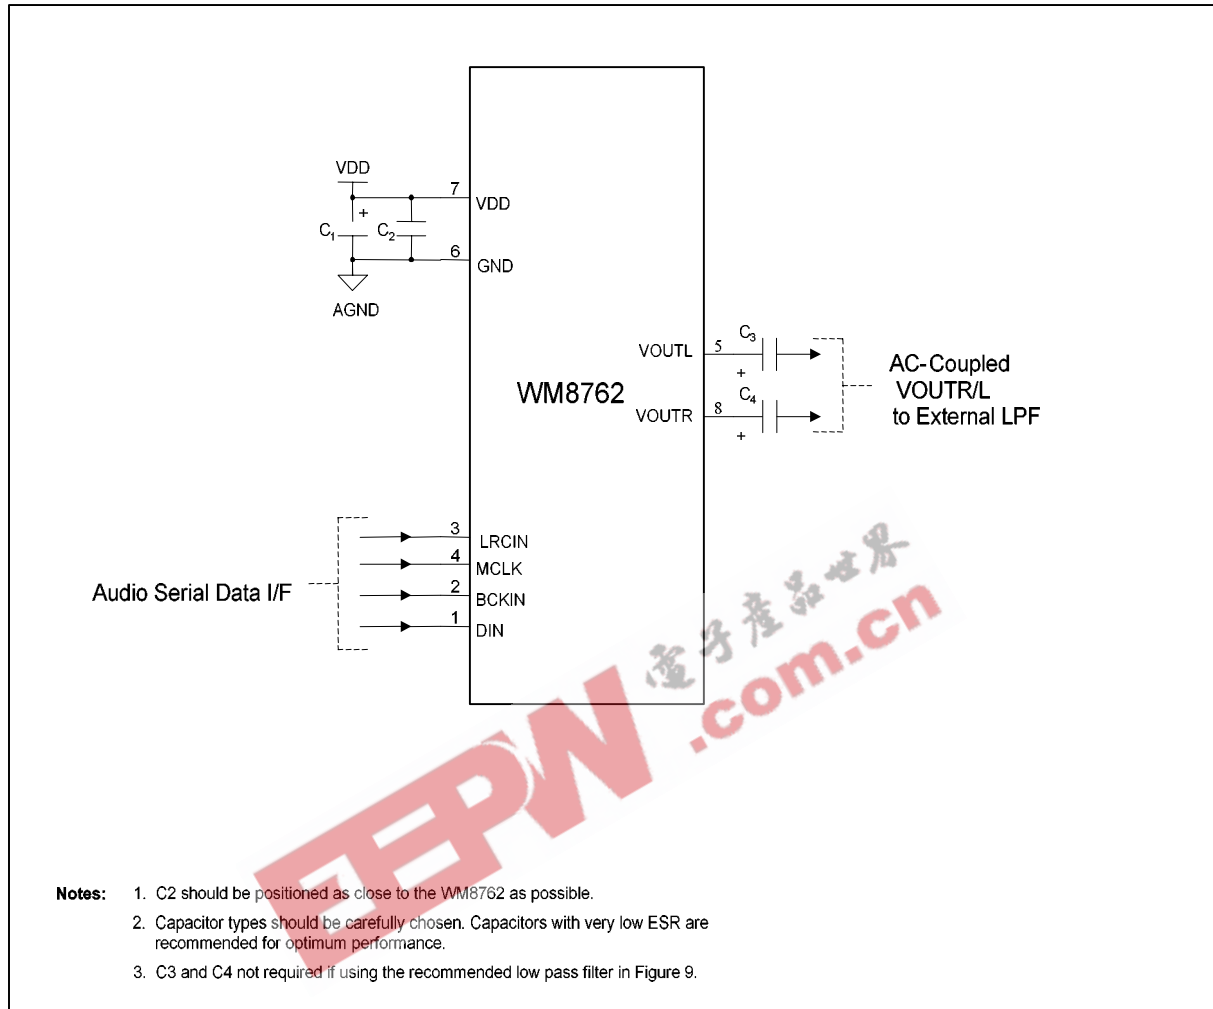 VDD
7
VDD
+
C1
C2
6
GND
AGND
VOUTL
5
C3
+
AC-Coupled
VOUTR/L
to External LPF
WM8762
VOUTR
8
C4
+
3
LRCIN
4
MCLK
Audio Serial Data I/F
2
BCKIN
1
DIN
電子產品世界
EEPW.com.cn
Notes: 1. C2 should be positioned as close to the WM8762 as possible.
2. Capacitor types should be carefully chosen. Capacitors with very low ESR are
recommended for optimum performance.
3. C3 and C4 not required if using the recommended low pass filter in Figure 9.